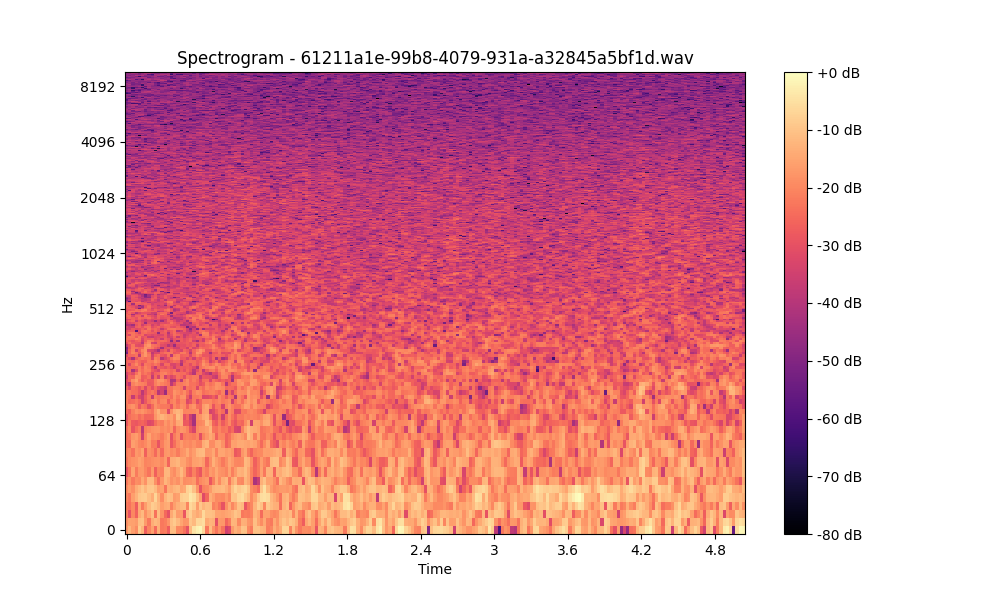 Spectrogram - 61211a1e-99b8-4079-931a-a32845a5bf1d.wav
8192
4096
2048
1024
512
256
128
64
0
Hz
0 0.6 1.2 1.8 2.4 3 3.6 4.2 4.8
Time
+0 dB
-10 dB
-20 dB
-30 dB
-40 dB
-50 dB
-60 dB
-70 dB
-80 dB